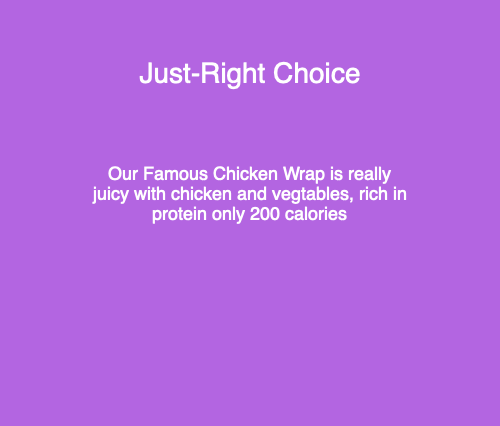 Just-Right Choice
Our Famous Chicken Wrap is really
juicy with chicken and vegtables, rich in
protein only 200 calories